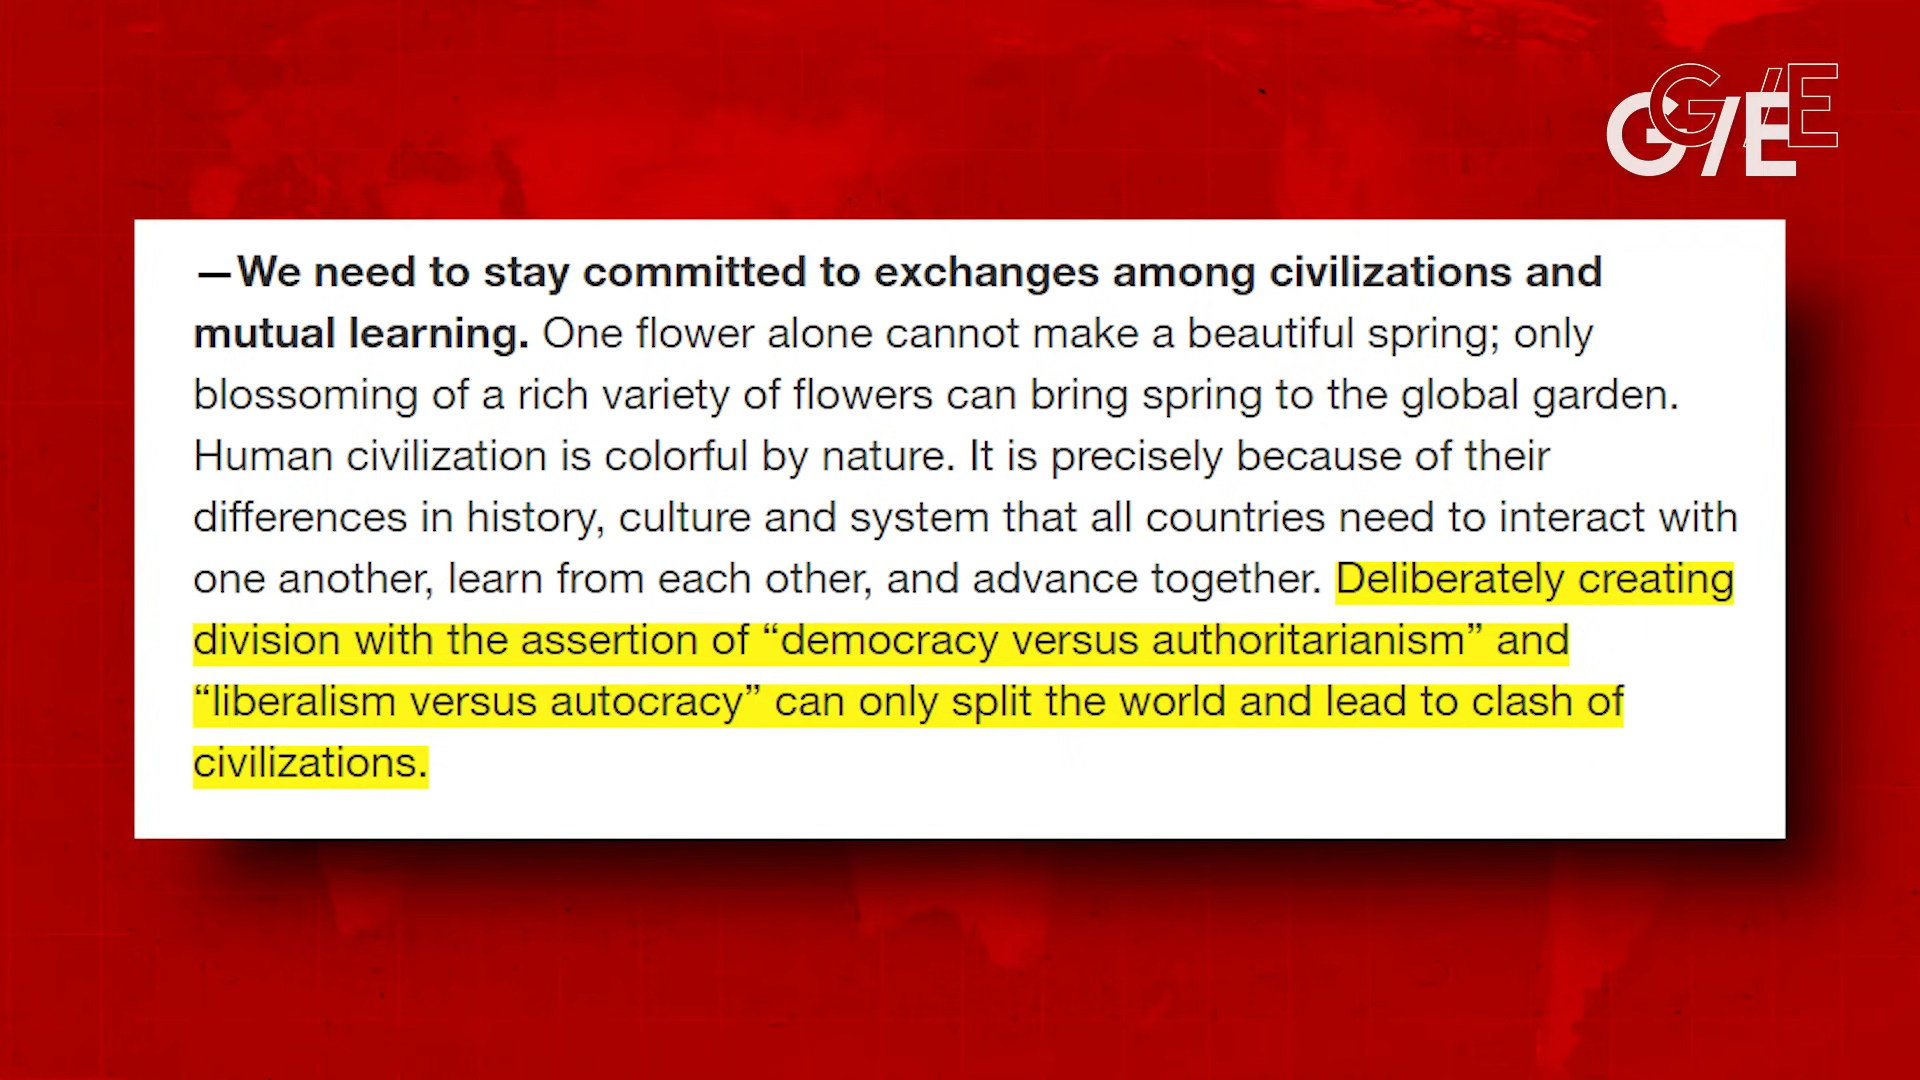 G/E
G/E
—We need to stay committed to exchanges among civilizations and
mutual learning. One flower alone cannot make a beautiful spring; only
blossoming of a rich variety of flowers can bring spring to the global garden.
Human civilization is colorful by nature. It is precisely because of their
differences in history, culture and system that all countries need to interact with
one another, learn from each other, and advance together. Deliberately creating
division with the assertion of “democracy versus authoritarianism” and
“liberalism versus autocracy” can only split the world and lead to clash of
civilizations.